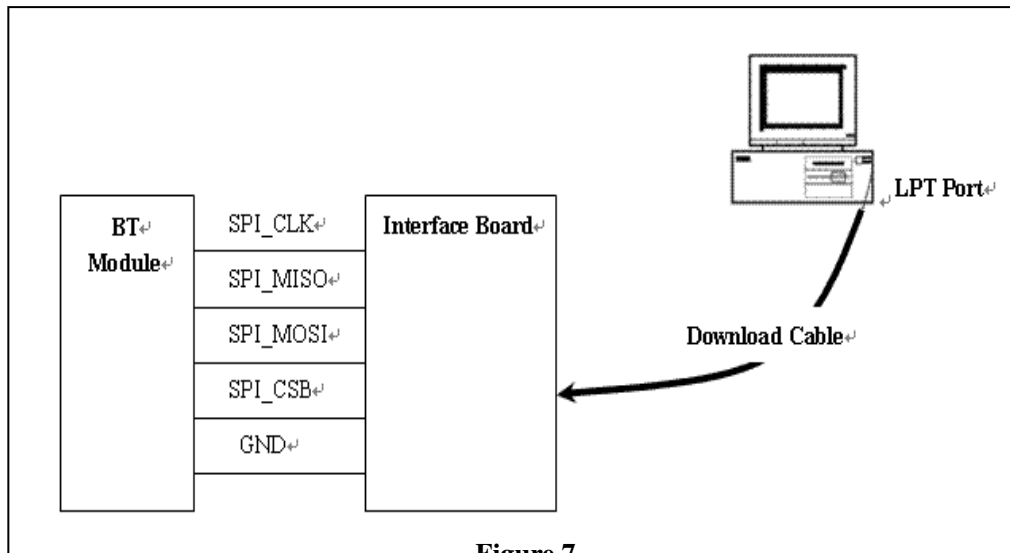 LPT Port
BT
Module
SPI_CLK
Interface Board
SPI_MISO
SPI_MOSI
Download Cable
SPI_CSB
GND
Figure 7